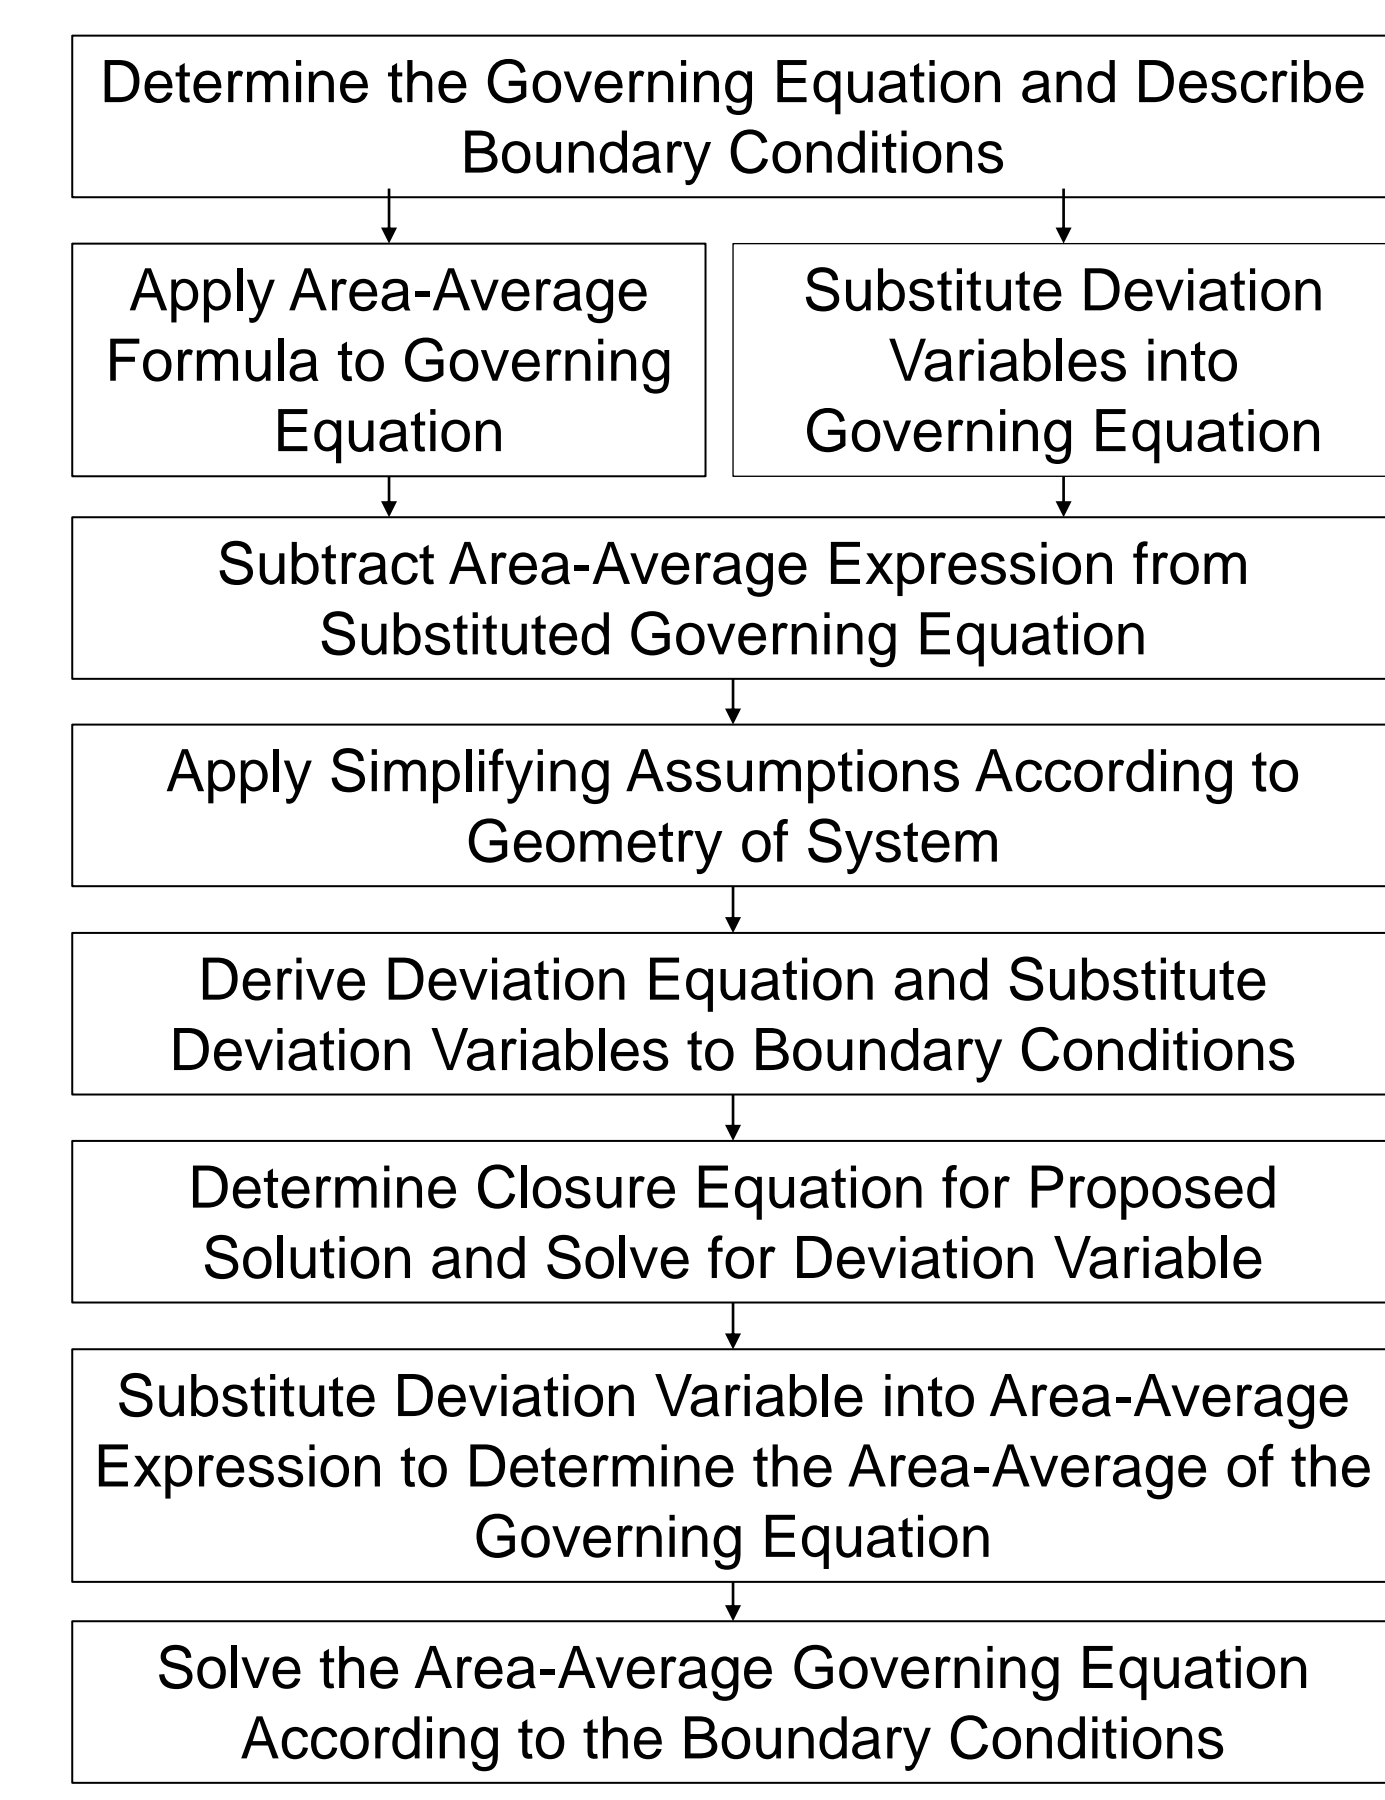 Determine the Governing Equation and Describe
Boundary Conditions
Apply Area-Average
Formula to Governing
Equation
Substitute Deviation
Variables into
Governing Equation
Subtract Area-Average Expression from
Substituted Governing Equation
Apply Simplifying Assumptions According to
Geometry of System
Derive Deviation Equation and Substitute
Deviation Variables to Boundary Conditions
Determine Closure Equation for Proposed
Solution and Solve for Deviation Variable
Substitute Deviation Variable into Area-Average
Expression to Determine the Area-Average of the
Governing Equation
Solve the Area-Average Governing Equation
According to the Boundary Conditions